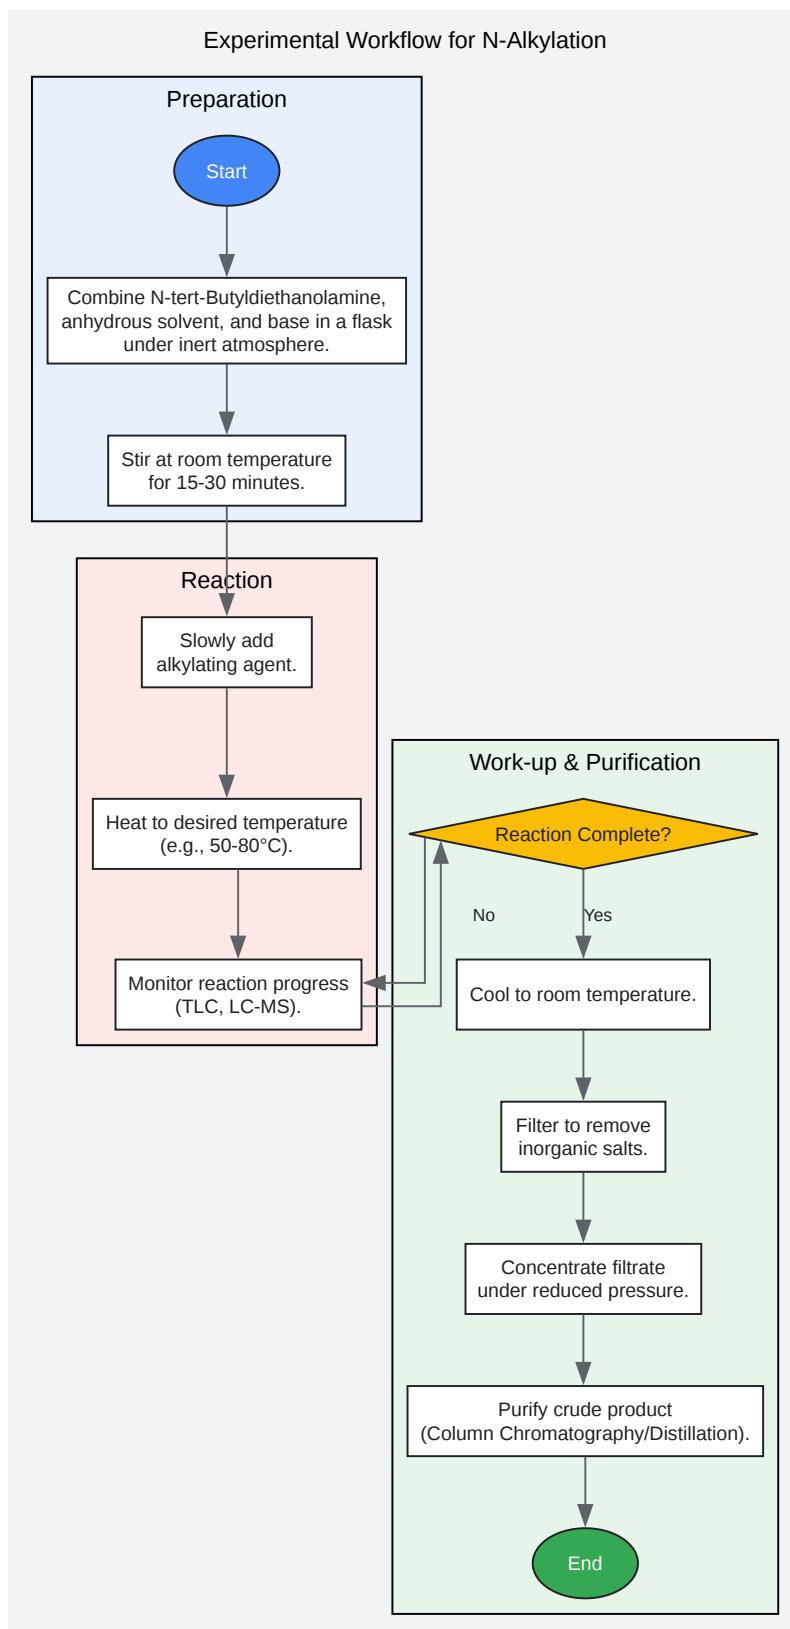 Experimental Workflow for N-Alkylation
Preparation
Start
Combine N-tert-Butyldiethanolamine,
anhydrous solvent, and base in a flask
under inert atmosphere.
Stir at room temperature
for 15-30 minutes.
Reaction
Slowly add
alkylating agent.
Heat to desired temperature
(e.g., 50-80°C).
Monitor reaction progress
(TLC, LC-MS).
Work-up & Purification
Reaction Complete?
No
Yes
Cool to room temperature.
Filter to remove
inorganic salts.
Concentrate filtrate
under reduced pressure.
Purify crude product
(Column Chromatography/Distillation).
End